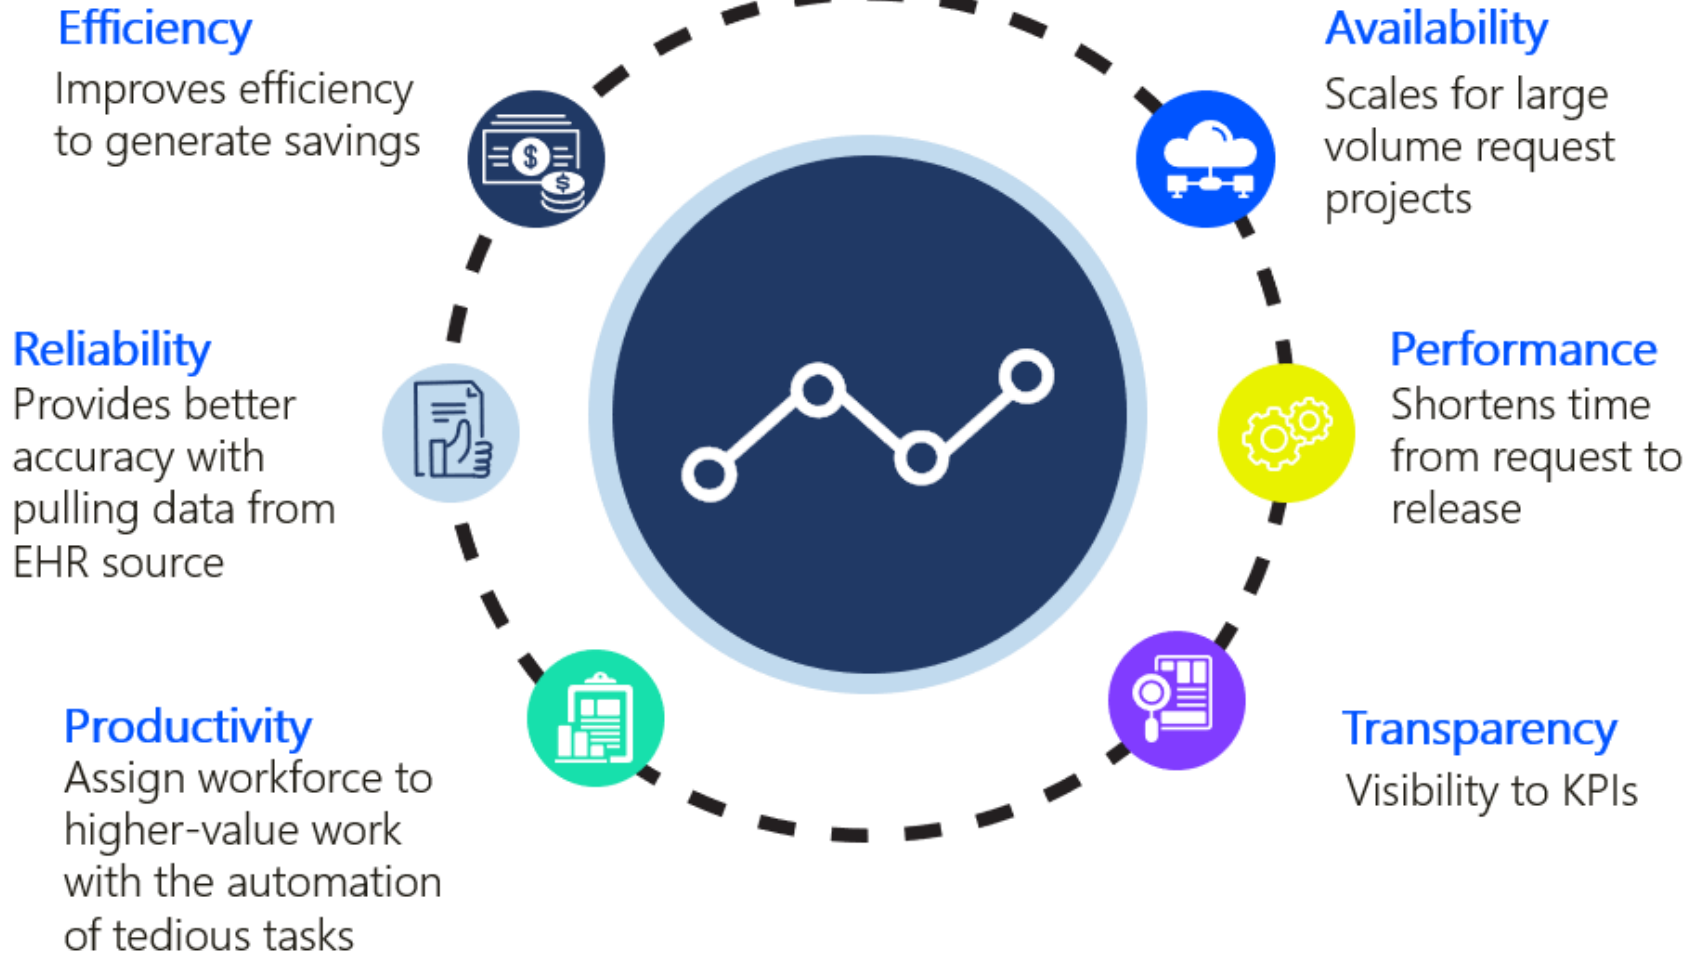 Efficiency
Improves efficiency
to generate savings
Availability
Scales for large
volume request
projects
Reliability
Provides better
accuracy with
pulling data from
EHR source
Performance
Shortens time
from request to
release
Productivity
Assign workforce to
higher-value work
with the automation
of tedious tasks
Transparency
Visibility to KPIs
$
$